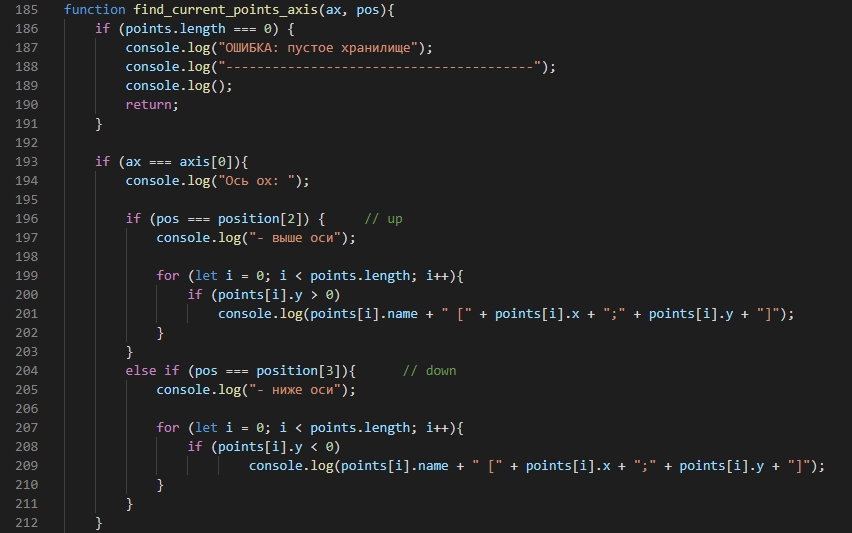 185 function find_current_points_axis(ax, pos){
186     if (points.length === 0) {
187         console.log("ОШИБКА: пустое хранилище");
188         console.log("----------------------------------------");
189         console.log();
190         return;
191     }
192
193     if (ax === axis[0]){
194         console.log("Ось ox: ");
195
196         if (pos === position[2]) {     // up
197             console.log("- выше оси");
198
199             for (let i = 0; i < points.length; i++){
200                 if (points[i].y > 0)
201                     console.log(points[i].name + " [" + points[i].x + ";" + points[i].y + "]");
202             }
203         }
204         else if (pos === position[3]){      // down
205             console.log("- ниже оси");
206
207             for (let i = 0; i < points.length; i++){
208                 if (points[i].y < 0)
209                         console.log(points[i].name + " [" + points[i].x + ";" + points[i].y + "]");
210             }
211         }
212     }